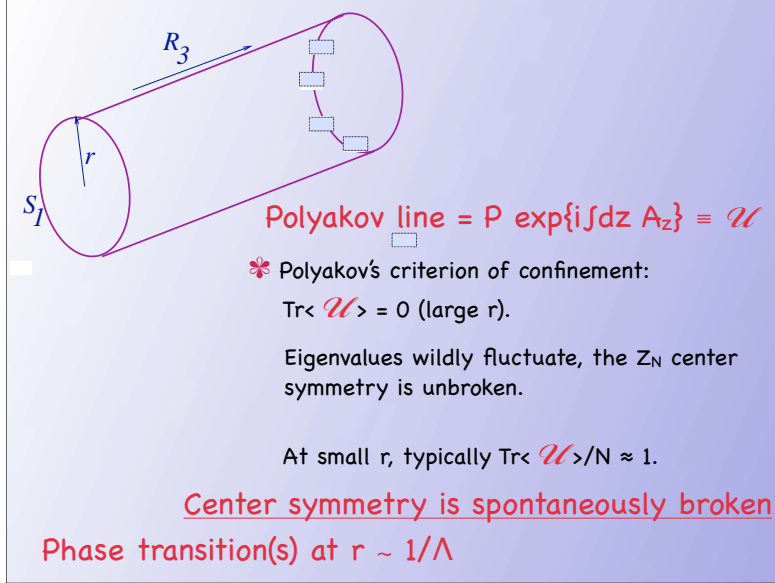 R3
r
S1
Polyakov line = P exp{i∫dz Az} ≡ 𝒰
✽ Polyakov's criterion of confinement:
Tr< 𝒰 > = 0 (large r).
Eigenvalues wildly fluctuate, the ZN center
symmetry is unbroken.
At small r, typically Tr< 𝒰 >/N ≈ 1.
Center symmetry is spontaneously broken
Phase transition(s) at r ~ 1/Λ